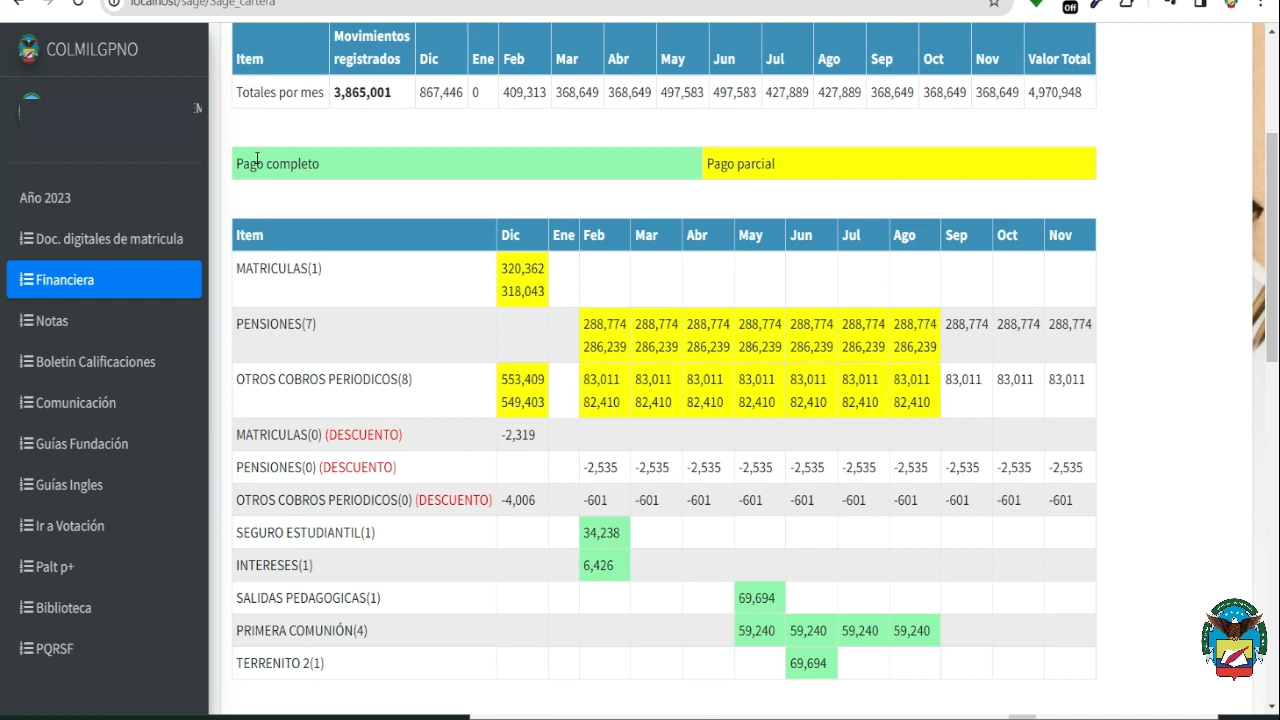 localhost/sage/Sage_cartera
Off
COLMILGPNO
Año 2023
Doc. digitales de matricula
Financiera
Notas
Boletin Calificaciones
Comunicación
Guías Fundación
Guías Ingles
Ir a Votación
Palt p+
Biblioteca
PQRSF
Item Movimientos registrados Dic Ene Feb Mar Abr May Jun Jul Ago Sep Oct Nov Valor Total
Totales por mes 3,865,001 867,446 0 409,313 368,649 368,649 497,583 497,583 427,889 427,889 368,649 368,649 368,649 4,970,948
Pago completo Pago parcial
Item Dic Ene Feb Mar Abr May Jun Jul Ago Sep Oct Nov
MATRICULAS(1) 320,362
318,043
PENSIONES(7) 288,774 288,774 288,774 288,774 288,774 288,774 288,774 288,774 288,774 288,774
286,239 286,239 286,239 286,239 286,239 286,239 286,239
OTROS COBROS PERIODICOS(8) 553,409 83,011 83,011 83,011 83,011 83,011 83,011 83,011 83,011 83,011 83,011
549,403 82,410 82,410 82,410 82,410 82,410 82,410 82,410
MATRICULAS(0) (DESCUENTO) -2,319
PENSIONES(0) (DESCUENTO) -2,535 -2,535 -2,535 -2,535 -2,535 -2,535 -2,535 -2,535 -2,535 -2,535
OTROS COBROS PERIODICOS(0) (DESCUENTO) -4,006 -601 -601 -601 -601 -601 -601 -601 -601 -601 -601
SEGURO ESTUDIANTIL(1) 34,238
INTERESES(1) 6,426
SALIDAS PEDAGOGICAS(1) 69,694
PRIMERA COMUNIÓN(4) 59,240 59,240 59,240 59,240
TERRENITO 2(1) 69,694